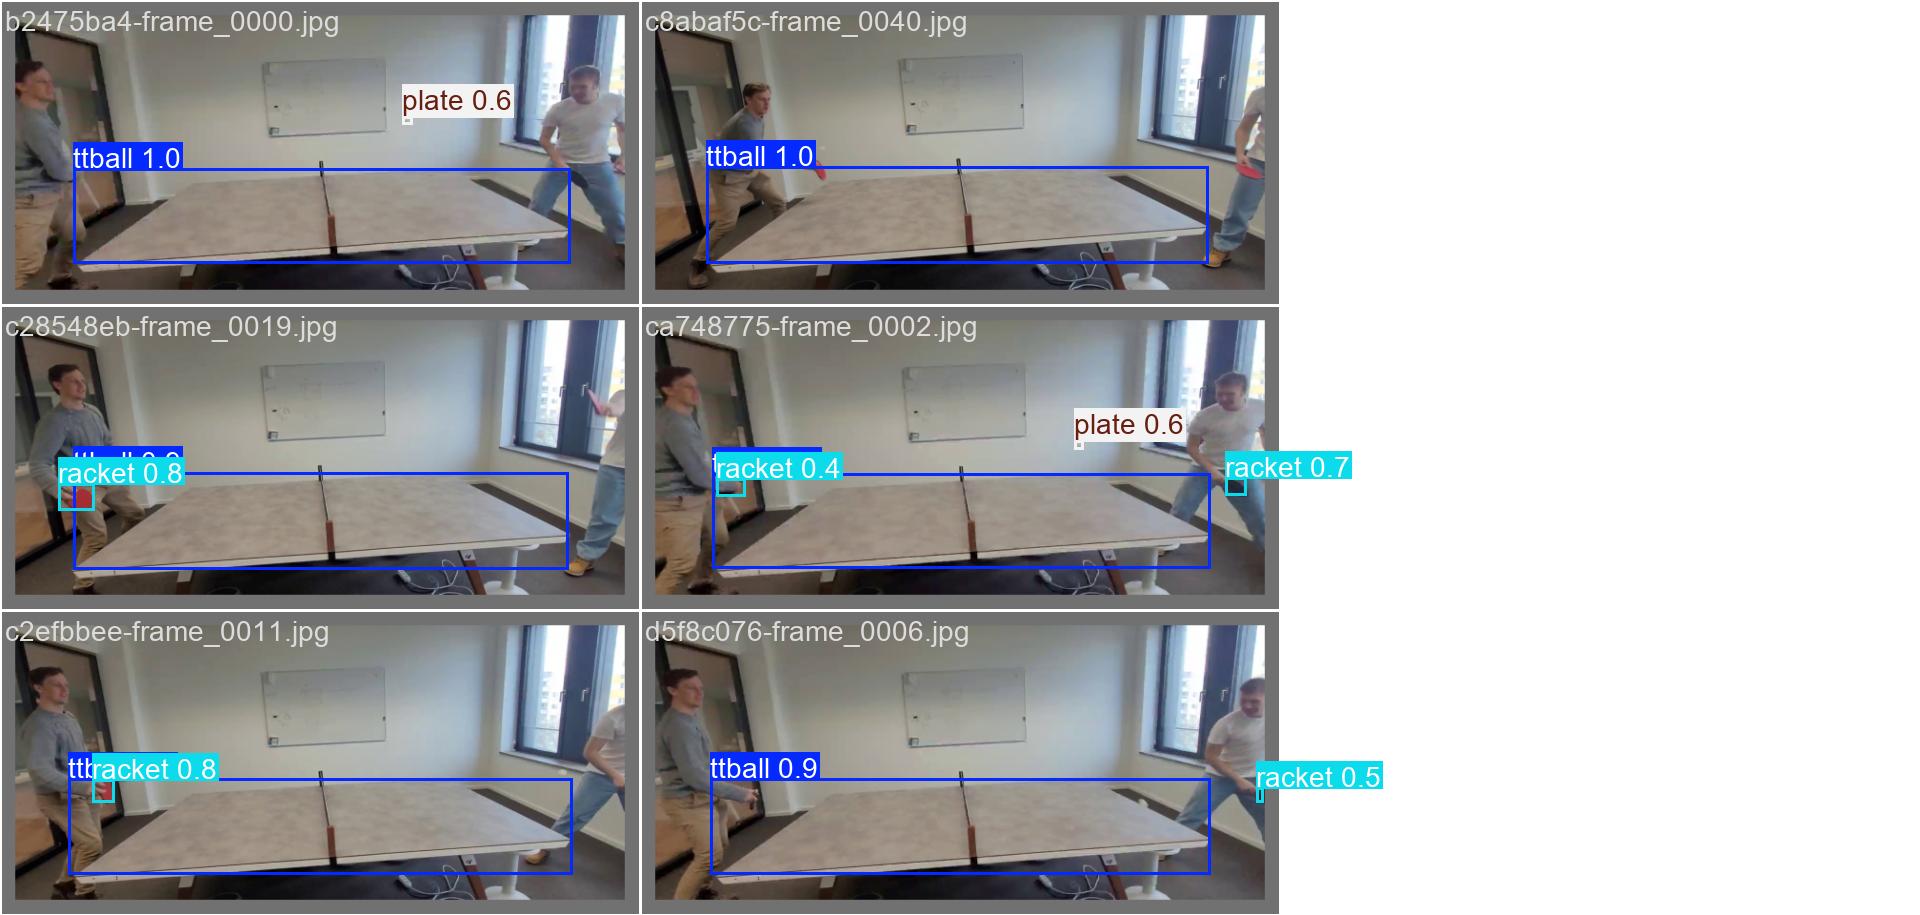 b2475ba4-frame_0000.jpg
plate 0.6
ttball 1.0
c8abaf5c-frame_0040.jpg
ttball 1.0
c28548eb-frame_0019.jpg
racket 0.8
ca748775-frame_0002.jpg
plate 0.6
racket 0.4
racket 0.7
c2efbbee-frame_0011.jpg
racket 0.8
d5f8c076-frame_0006.jpg
ttball 0.9
racket 0.5